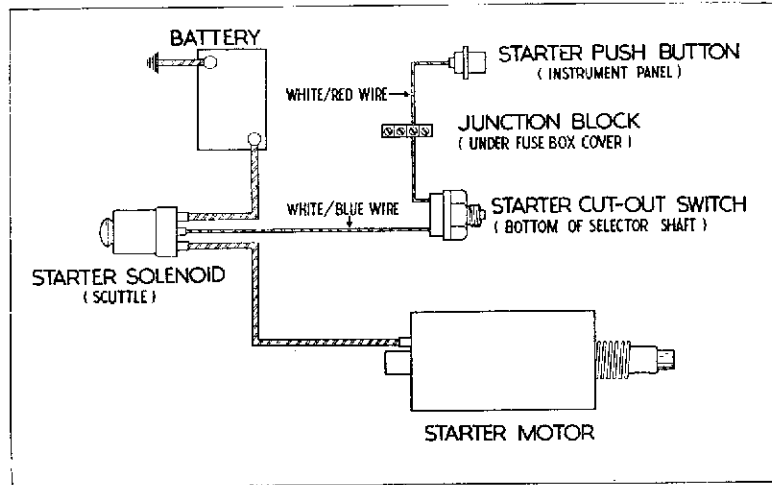 BATTERY
STARTER PUSH BUTTON
( INSTRUMENT PANEL )
WHITE/RED WIRE
JUNCTION BLOCK
( UNDER FUSE BOX COVER )
WHITE/BLUE WIRE
STARTER CUT-OUT SWITCH
( BOTTOM OF SELECTOR SHAFT )
STARTER SOLENOID
( SCUTTLE )
STARTER MOTOR